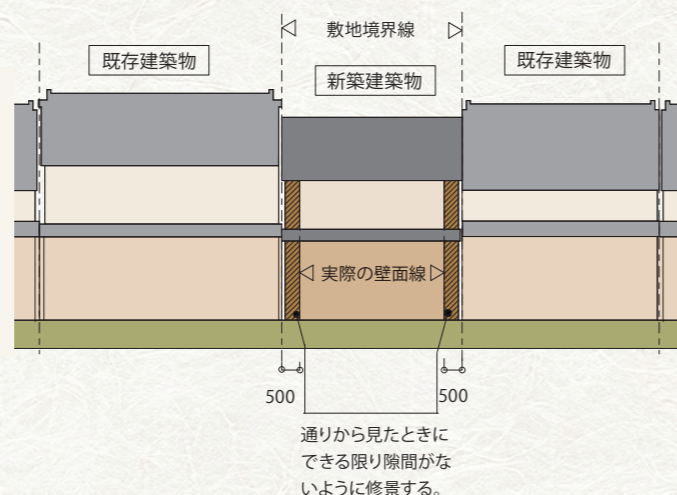 敷地境界線
既存建築物
新築建築物
既存建築物
実際の壁面線
500
500
通りから見たときに
できる限り隙間がな
いように修景する。